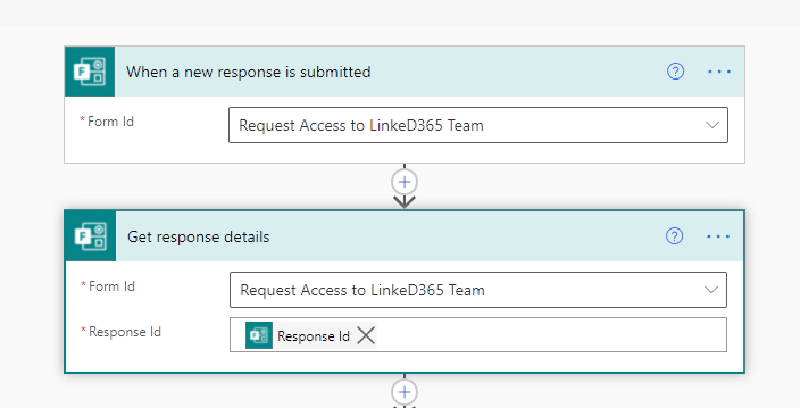 When a new response is submitted
* Form Id
Request Access to LinkeD365 Team
Get response details
* Form Id
Request Access to LinkeD365 Team
* Response Id
Response Id